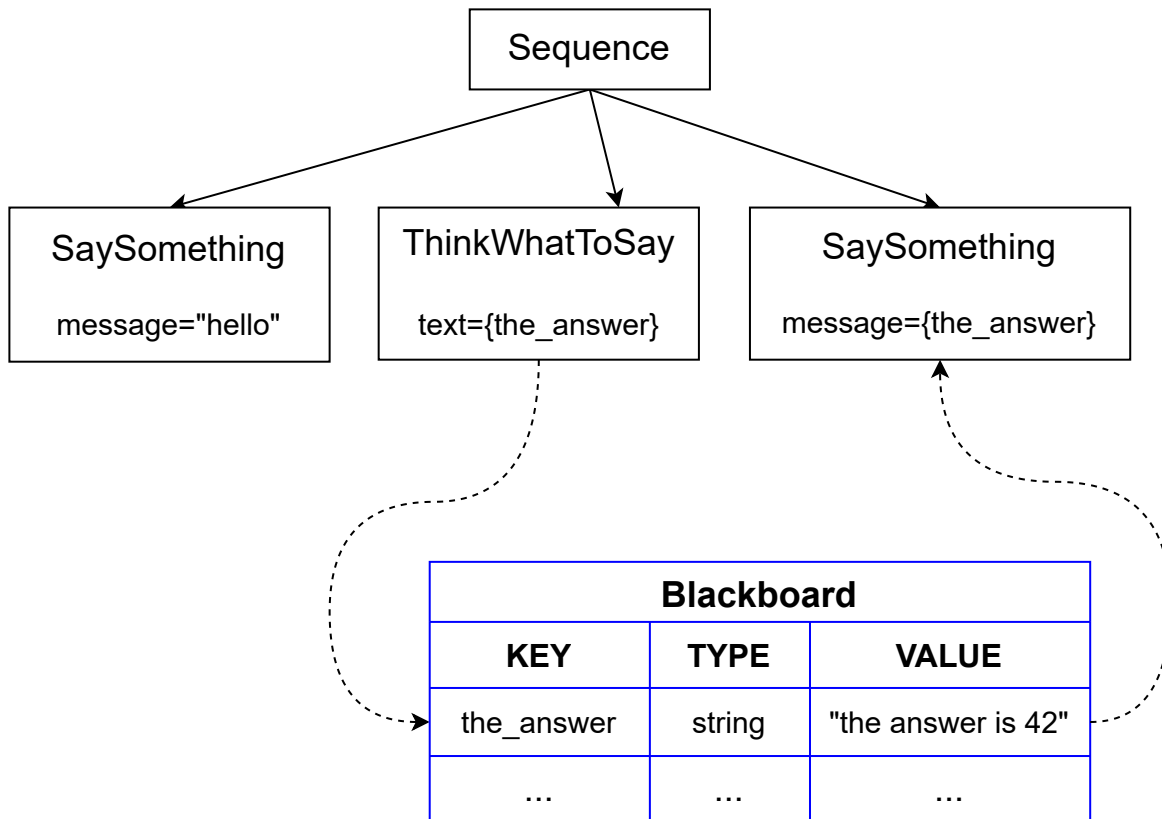 Sequence
SaySomething
message="hello"
ThinkWhatToSay
text={the_answer}
SaySomething
message={the_answer}
Blackboard
KEY TYPE VALUE
the_answer string "the answer is 42"
... ... ...